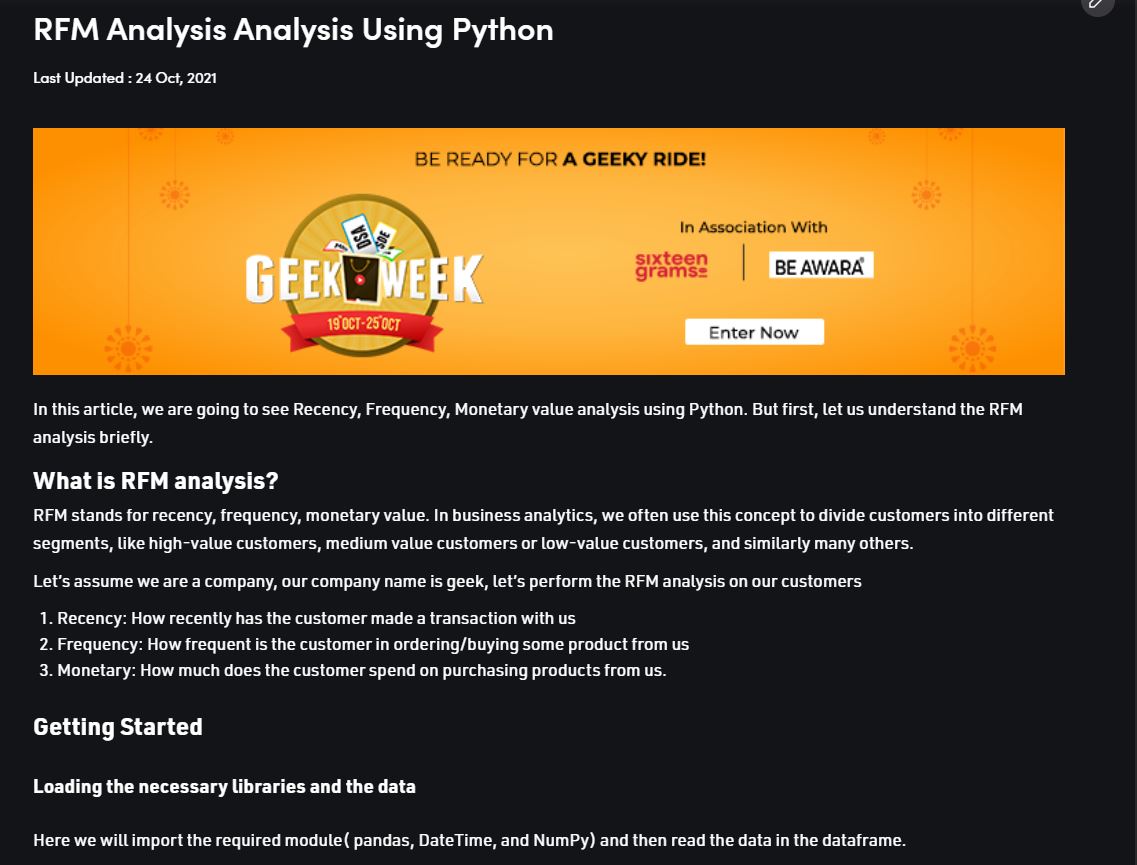 RFM Analysis Analysis Using Python
Last Updated : 24 Oct, 2021
BE READY FOR A GEEKY RIDE!
DSA
SDE
GEEK WEEK
19 OCT-25 OCT
In Association With
sixteen
grams
BE AWARA
Enter Now
In this article, we are going to see Recency, Frequency, Monetary value analysis using Python. But first, let us understand the RFM
analysis briefly.
What is RFM analysis?
RFM stands for recency, frequency, monetary value. In business analytics, we often use this concept to divide customers into different
segments, like high-value customers, medium value customers or low-value customers, and similarly many others.
Let's assume we are a company, our company name is geek, let's perform the RFM analysis on our customers
1. Recency: How recently has the customer made a transaction with us
2. Frequency: How frequent is the customer in ordering/buying some product from us
3. Monetary: How much does the customer spend on purchasing products from us.
Getting Started
Loading the necessary libraries and the data
Here we will import the required module( pandas, DateTime, and NumPy) and then read the data in the dataframe.